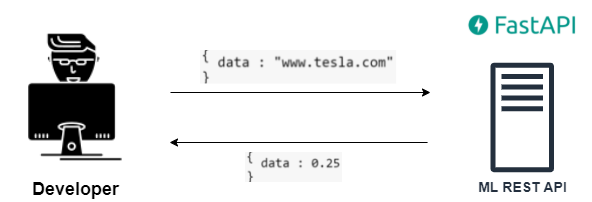 FastAPI
{
data : "www.tesla.com"
}
{
data : 0.25
}
Developer
ML REST API